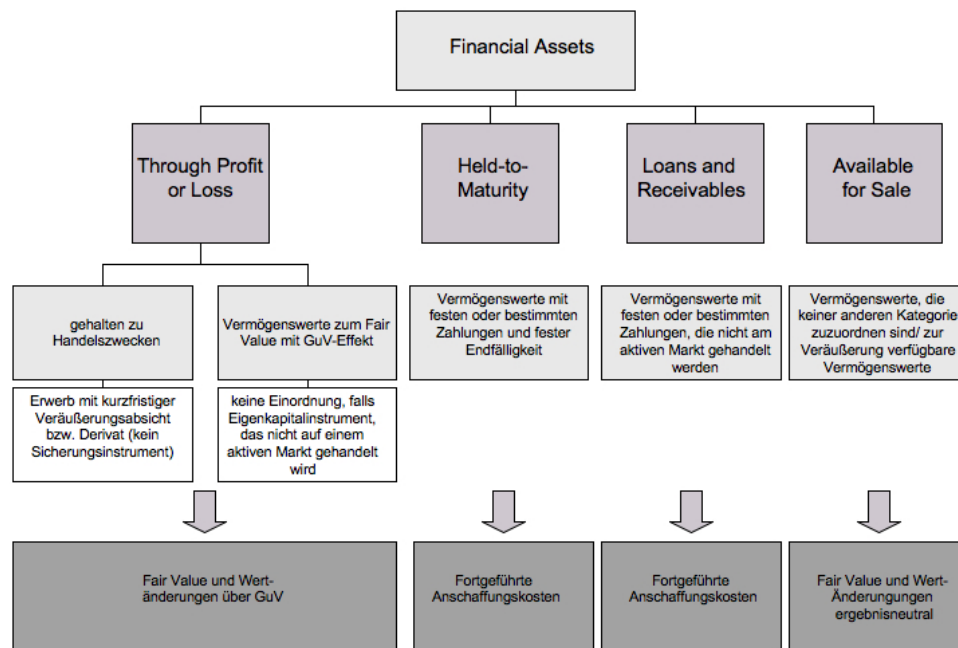 Financial Assets
Through Profit
or Loss
Held-to-
Maturity
Loans and
Receivables
Available
for Sale
gehalten zu
Handelszwecken
Vermögenswerte zum Fair
Value mit GuV-Effekt
Vermögenswerte mit
festen oder bestimmten
Zahlungen und fester
Endfälligkeit
Vermögenswerte mit
festen oder bestimmten
Zahlungen, die nicht am
aktiven Markt gehandelt
werden
Vermögenswerte, die
keiner anderen Kategorie
zuzuordnen sind/ zur
Veräußerung verfügbare
Vermögenswerte
Erwerb mit kurzfristiger
Veräußerungsabsicht
bzw. Derivat (kein
Sicherungsinstrument)
keine Einordnung, falls
Eigenkapitalinstrument,
das nicht auf einem
aktiven Markt gehandelt
wird
Fair Value und Wert-
änderungen über GuV
Fortgeführte
Anschaffungskosten
Fortgeführte
Anschaffungskosten
Fair Value und Wert-
Änderungungen
ergebnisneutral